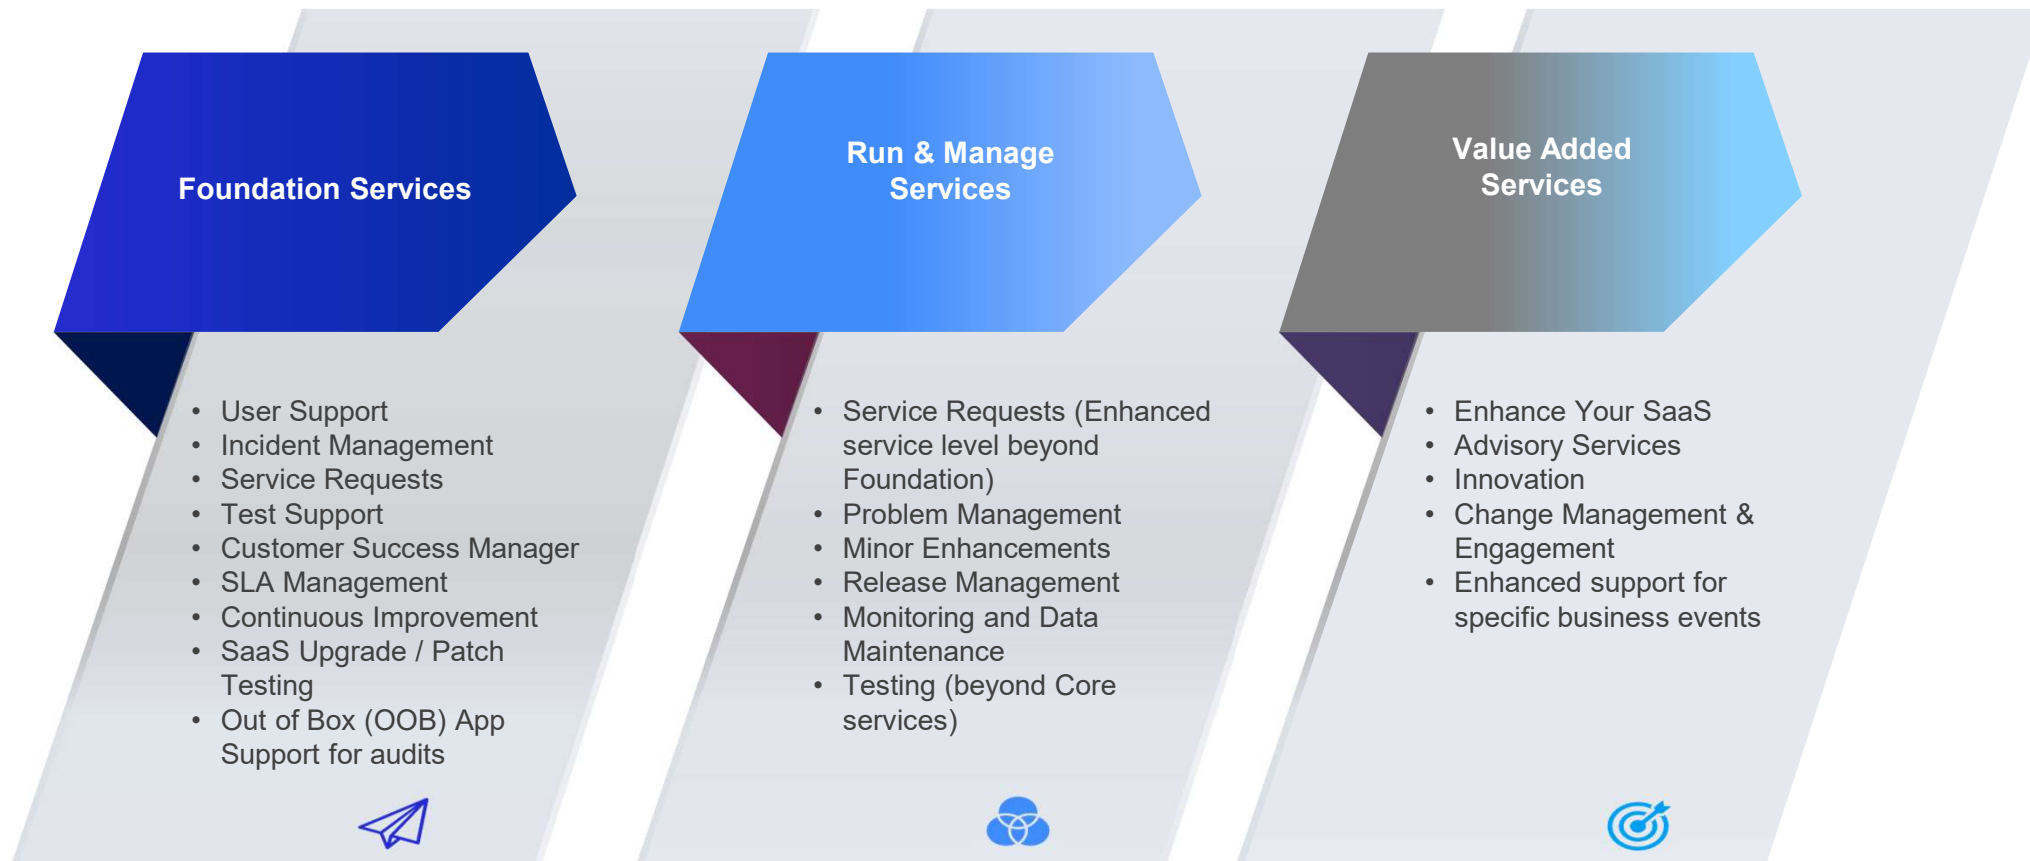 Foundation Services
• User Support
• Incident Management
• Service Requests
• Test Support
• Customer Success Manager
• SLA Management
• Continuous Improvement
• SaaS Upgrade / Patch
Testing
• Out of Box (OOB) App
Support for audits
Run & Manage
Services
• Service Requests (Enhanced
service level beyond
Foundation)
• Problem Management
• Minor Enhancements
• Release Management
• Monitoring and Data
Maintenance
• Testing (beyond Core
services)
Value Added
Services
• Enhance Your SaaS
• Advisory Services
• Innovation
• Change Management &
Engagement
• Enhanced support for
specific business events